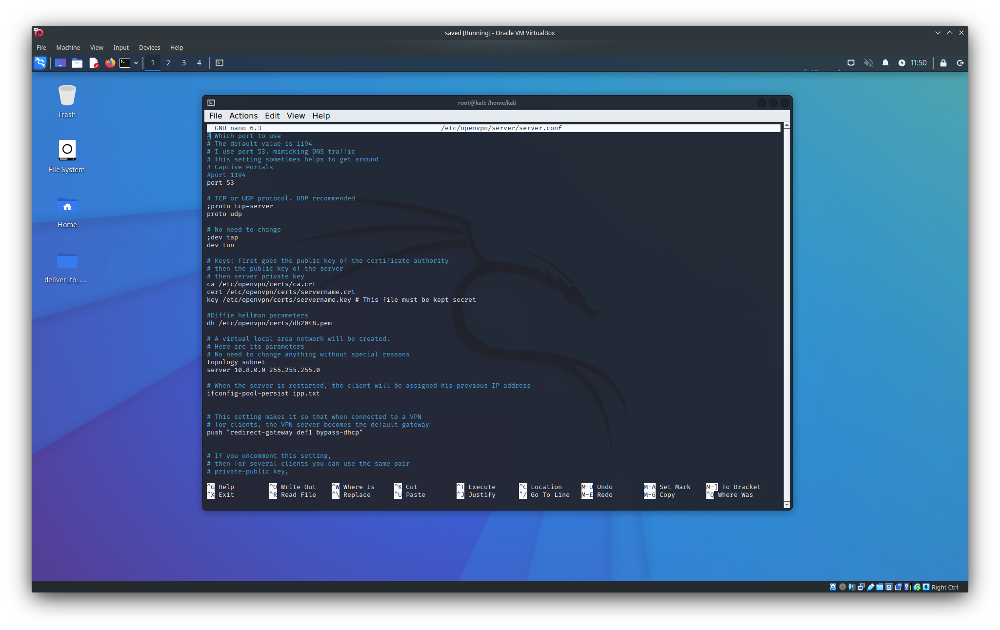 saved [Running] - Oracle VM VirtualBox
File Machine View Input Devices Help
1 2 3 4 11:50
Trash
File System
Home
deliver_to_...
root@kali: /home/kali
File Actions Edit View Help
GNU nano 6.3 /etc/openvpn/server/server.conf
# Which port to use
# The default value is 1194
# I use port 53, mimicking DNS traffic
# this setting sometimes helps to get around
# Captive Portals
#port 1194
port 53
# TCP or UDP protocol. UDP recommended
;proto tcp-server
proto udp
# No need to change
;dev tap
dev tun
# Keys: first goes the public key of the certificate authority
# then the public key of the server
# then server private key
ca /etc/openvpn/certs/ca.crt
cert /etc/openvpn/certs/servername.crt
key /etc/openvpn/certs/servername.key # This file must be kept secret
#Diffie hellman parameters
dh /etc/openvpn/certs/dh2048.pem
# A virtual local area network will be created.
# Here are its parameters
# No need to change anything without special reasons
topology subnet
server 10.8.0.0 255.255.255.0
# When the server is restarted, the client will be assigned his previous IP address
ifconfig-pool-persist ipp.txt
# This setting makes it so that when connected to a VPN
# for clients, the VPN server becomes the default gateway
push "redirect-gateway def1 bypass-dhcp"
# If you uncomment this setting,
# then for several clients you can use the same pair
# private-public key,
^G Help ^O Write Out ^W Where Is ^K Cut ^T Execute ^C Location M-U Undo M-A Set Mark M-] To Bracket
^X Exit ^R Read File ^\ Replace ^U Paste ^J Justify ^/ Go To Line M-E Redo M-6 Copy ^Q Where Was
Right Ctrl